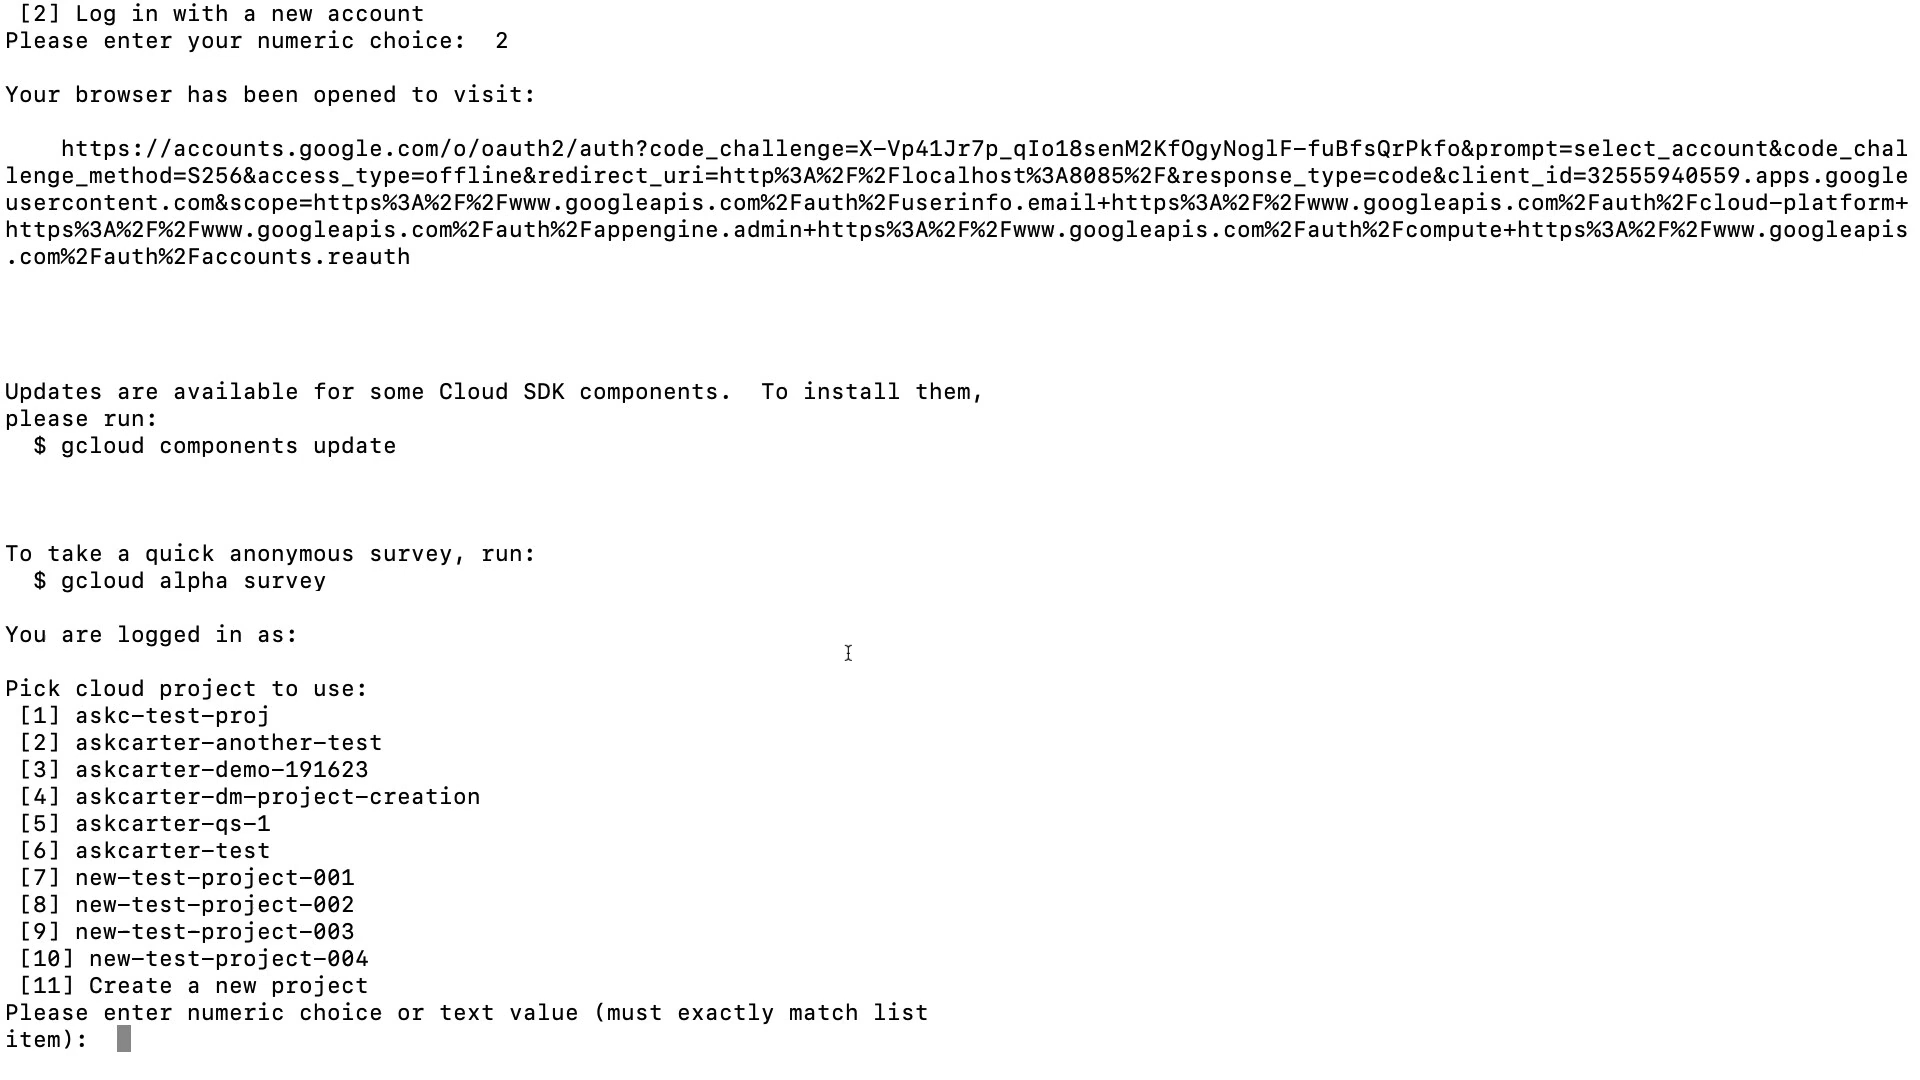 [2] Log in with a new account
Please enter your numeric choice:  2
Your browser has been opened to visit:
https://accounts.google.com/o/oauth2/auth?code_challenge=X-Vp41Jr7p_qIo18senM2KfOgyNoglF-fuBfsQrPkfo&prompt=select_account&code_chal
lenge_method=S256&access_type=offline&redirect_uri=http%3A%2F%2Flocalhost%3A8085%2F&response_type=code&client_id=32555940559.apps.google
usercontent.com&scope=https%3A%2F%2Fwww.googleapis.com%2Fauth%2Fuserinfo.email+https%3A%2F%2Fwww.googleapis.com%2Fauth%2Fcloud-platform+
https%3A%2F%2Fwww.googleapis.com%2Fauth%2Fappengine.admin+https%3A%2F%2Fwww.googleapis.com%2Fauth%2Fcompute+https%3A%2F%2Fwww.googleapis
.com%2Fauth%2Faccounts.reauth
Updates are available for some Cloud SDK components.  To install them,
please run:
$ gcloud components update
To take a quick anonymous survey, run:
$ gcloud alpha survey
You are logged in as:
Pick cloud project to use:
[1] askc-test-proj
[2] askcarter-another-test
[3] askcarter-demo-191623
[4] askcarter-dm-project-creation
[5] askcarter-qs-1
[6] askcarter-test
[7] new-test-project-001
[8] new-test-project-002
[9] new-test-project-003
[10] new-test-project-004
[11] Create a new project
Please enter numeric choice or text value (must exactly match list
item):